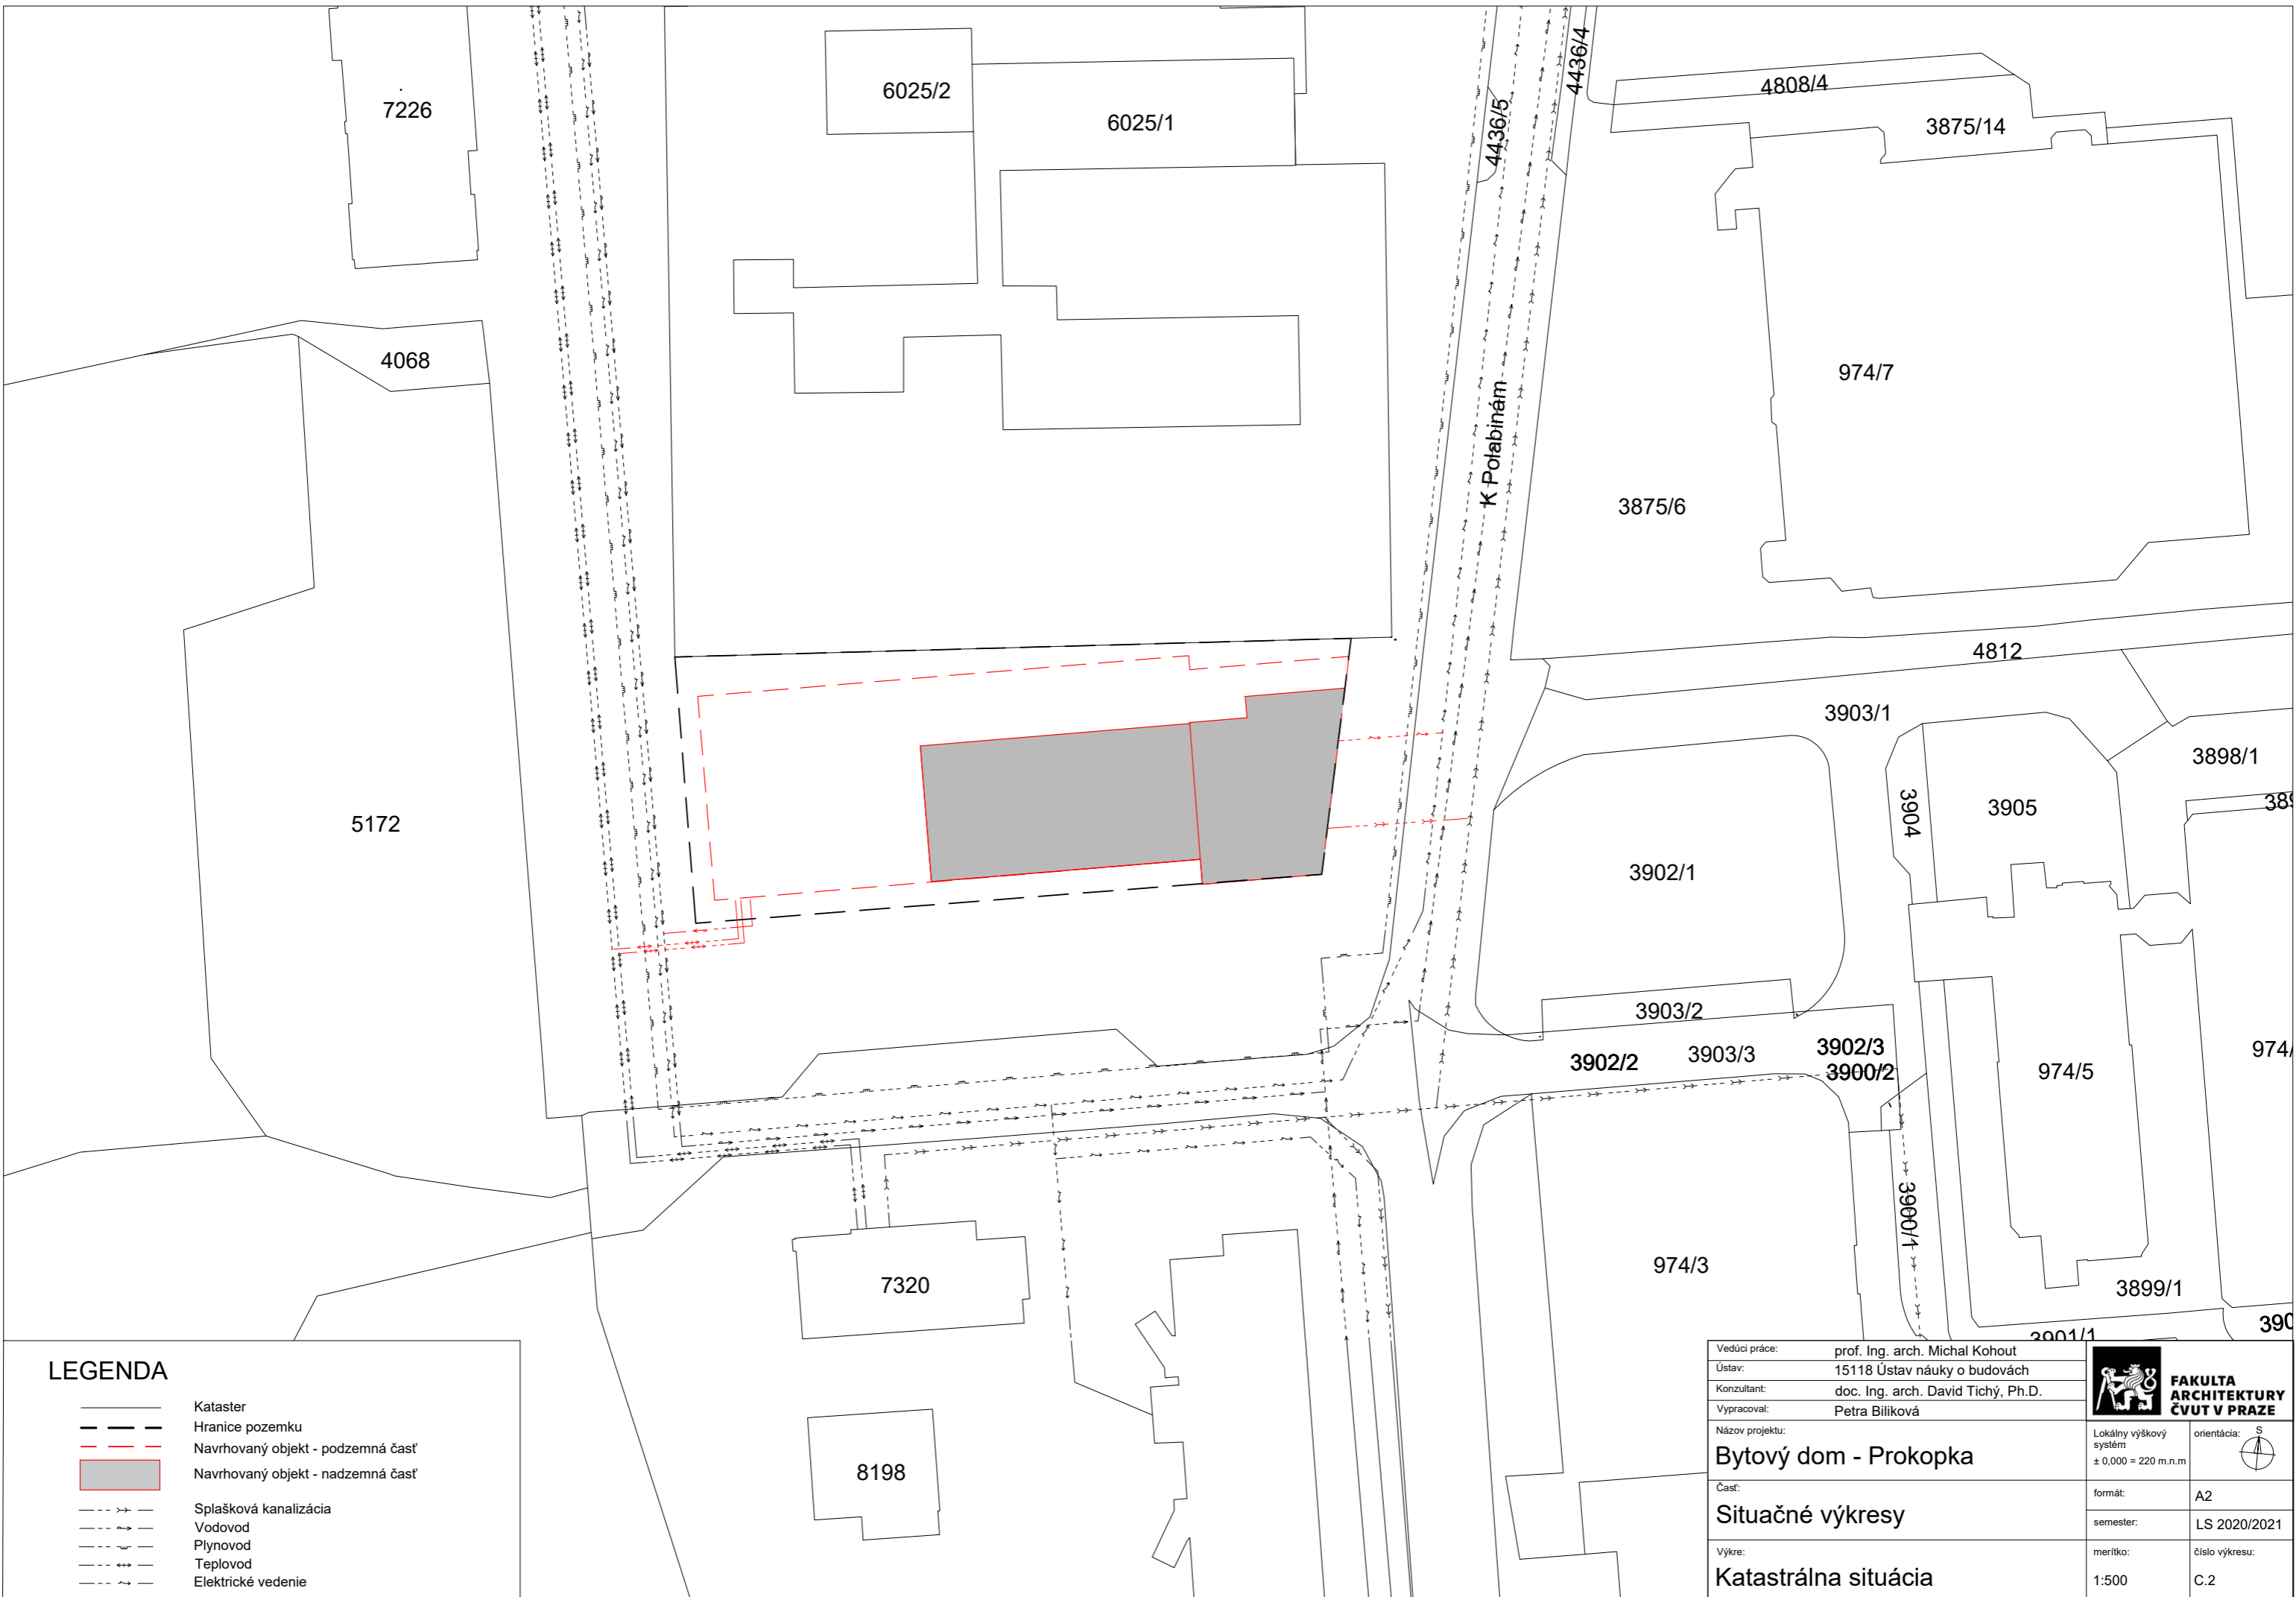 4436/4
7226
6025/2
6025/1
4436/5
4808/4
3875/14
4068
974/7
K Polabinám
3875/6
4812
3903/1
3898/1
5172
3904
3905
3902/1
3903/2
3902/2
3903/3
3902/3
3900/2
974/5
3900/1
974/3
7320
3899/1
3901/1
8198
LEGENDA
Kataster
Hranice pozemku
Navrhovaný objekt - podzemná časť
Navrhovaný objekt - nadzemná časť
Splašková kanalizácia
Vodovod
Plynovod
Teplovod
Elektrické vedenie
Vedúci práce: prof. Ing. arch. Michal Kohout
Ústav: 15118 Ústav náuky o budovách
Konzultant: doc. Ing. arch. David Tichý, Ph.D.
Vypracoval: Petra Biliková
FAKULTA
ARCHITEKTURY
ČVUT V PRAZE
Názov projektu:
Bytový dom - Prokopka
Lokálny výškový
systém
± 0,000 = 220 m.n.m
orientácia:
S
Časť:
Situačné výkresy
formát: A2
semester: LS 2020/2021
Výkre:
Katastrálna situácia
merítko:
1:500
číslo výkresu:
C.2